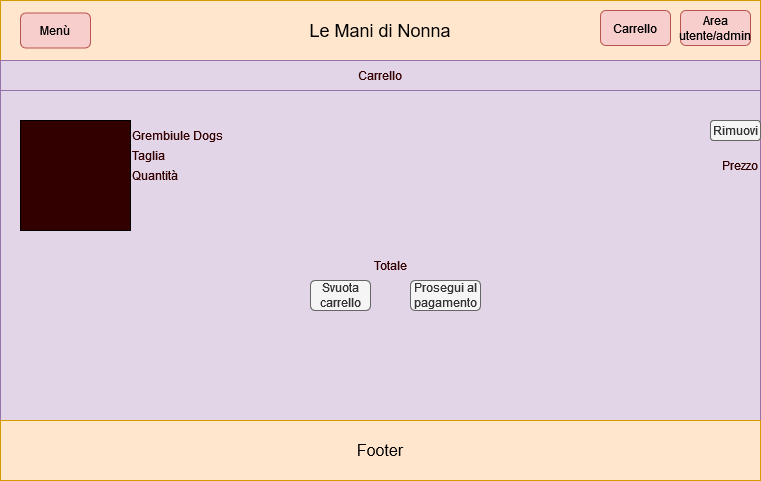 Menù
Le Mani di Nonna
Carrello
Area
utente/admin
Carrello
Grembiule Dogs
Taglia
Quantità
Rimuovi
Prezzo
Totale
Svuota
carrello
Prosegui al
pagamento
Footer